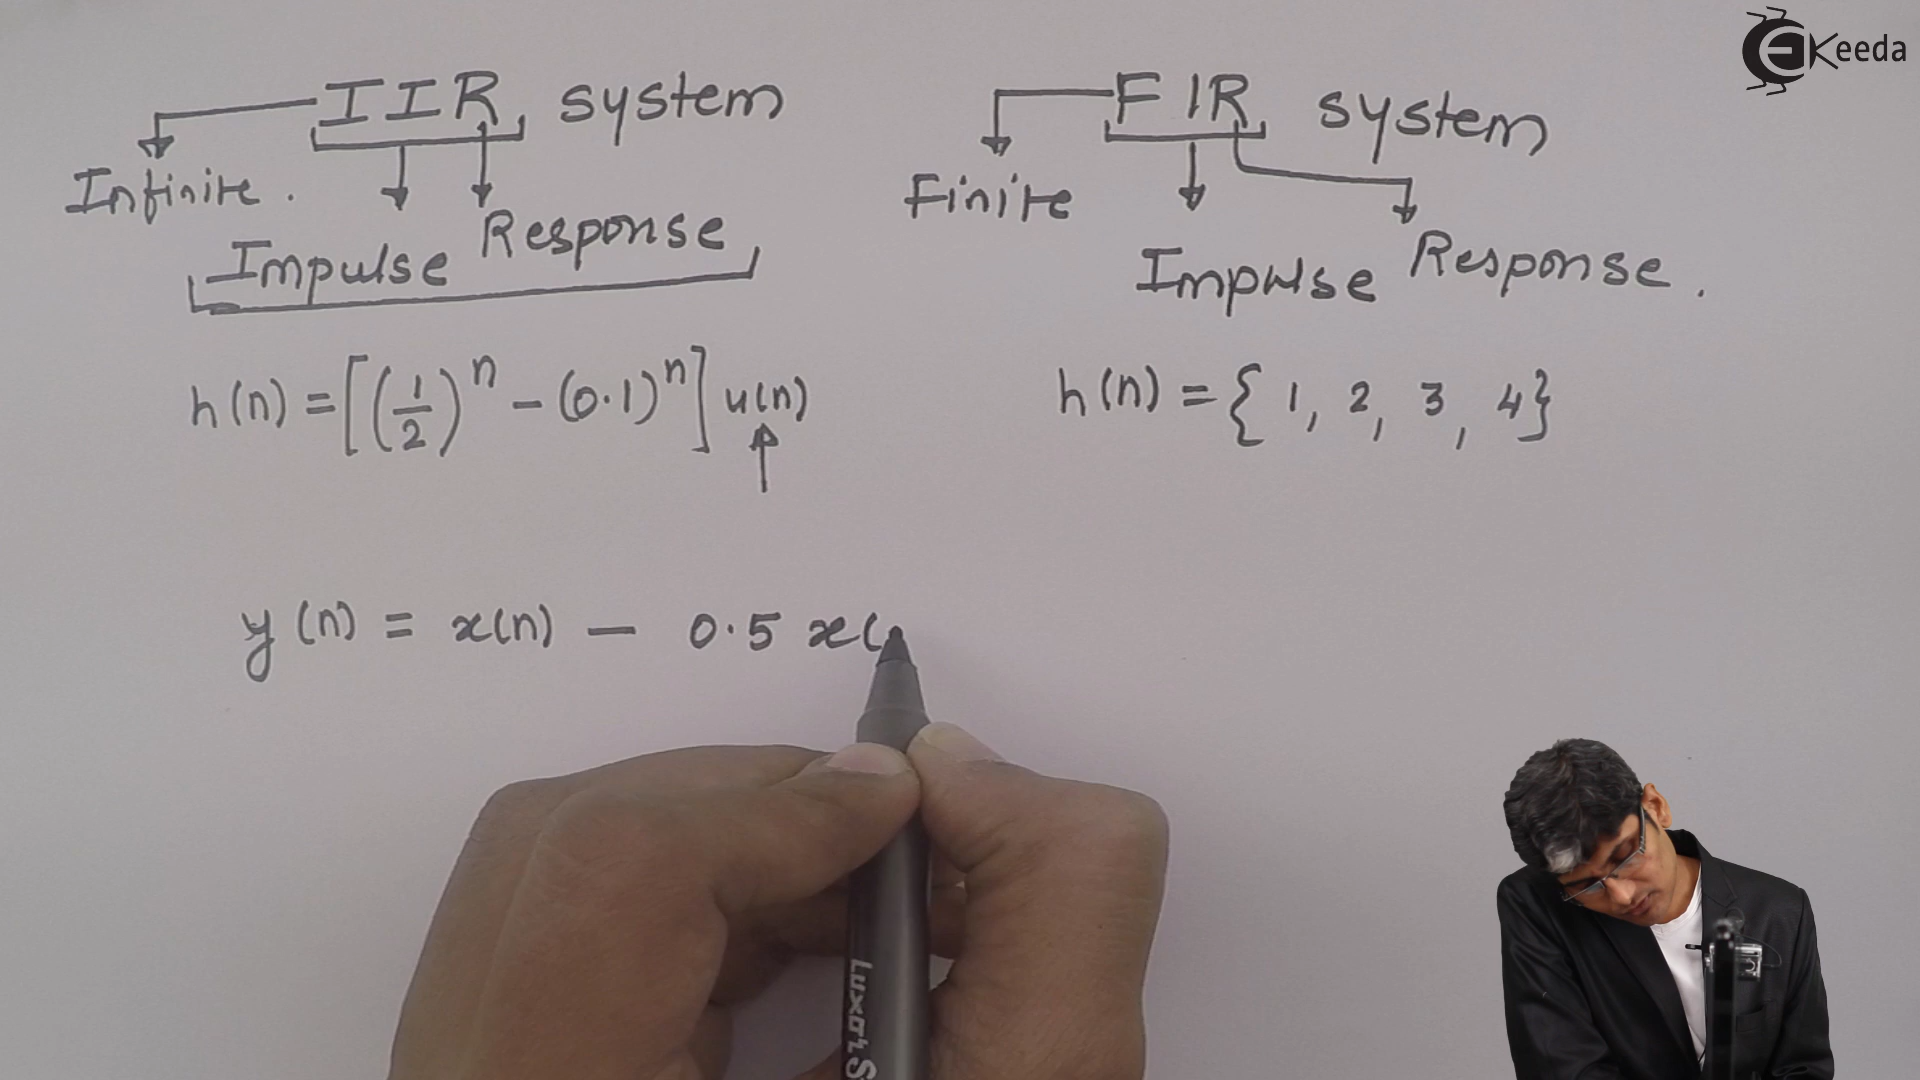 IIR system
Infinite.
Impulse Response
h(n) = [(1/2)^n - (0.1)^n] u(n)
y(n) = x(n) - 0.5 x(
FIR system
Finite
Impulse Response.
h(n) = { 1, 2, 3, 4}
Keeda
Luxor S